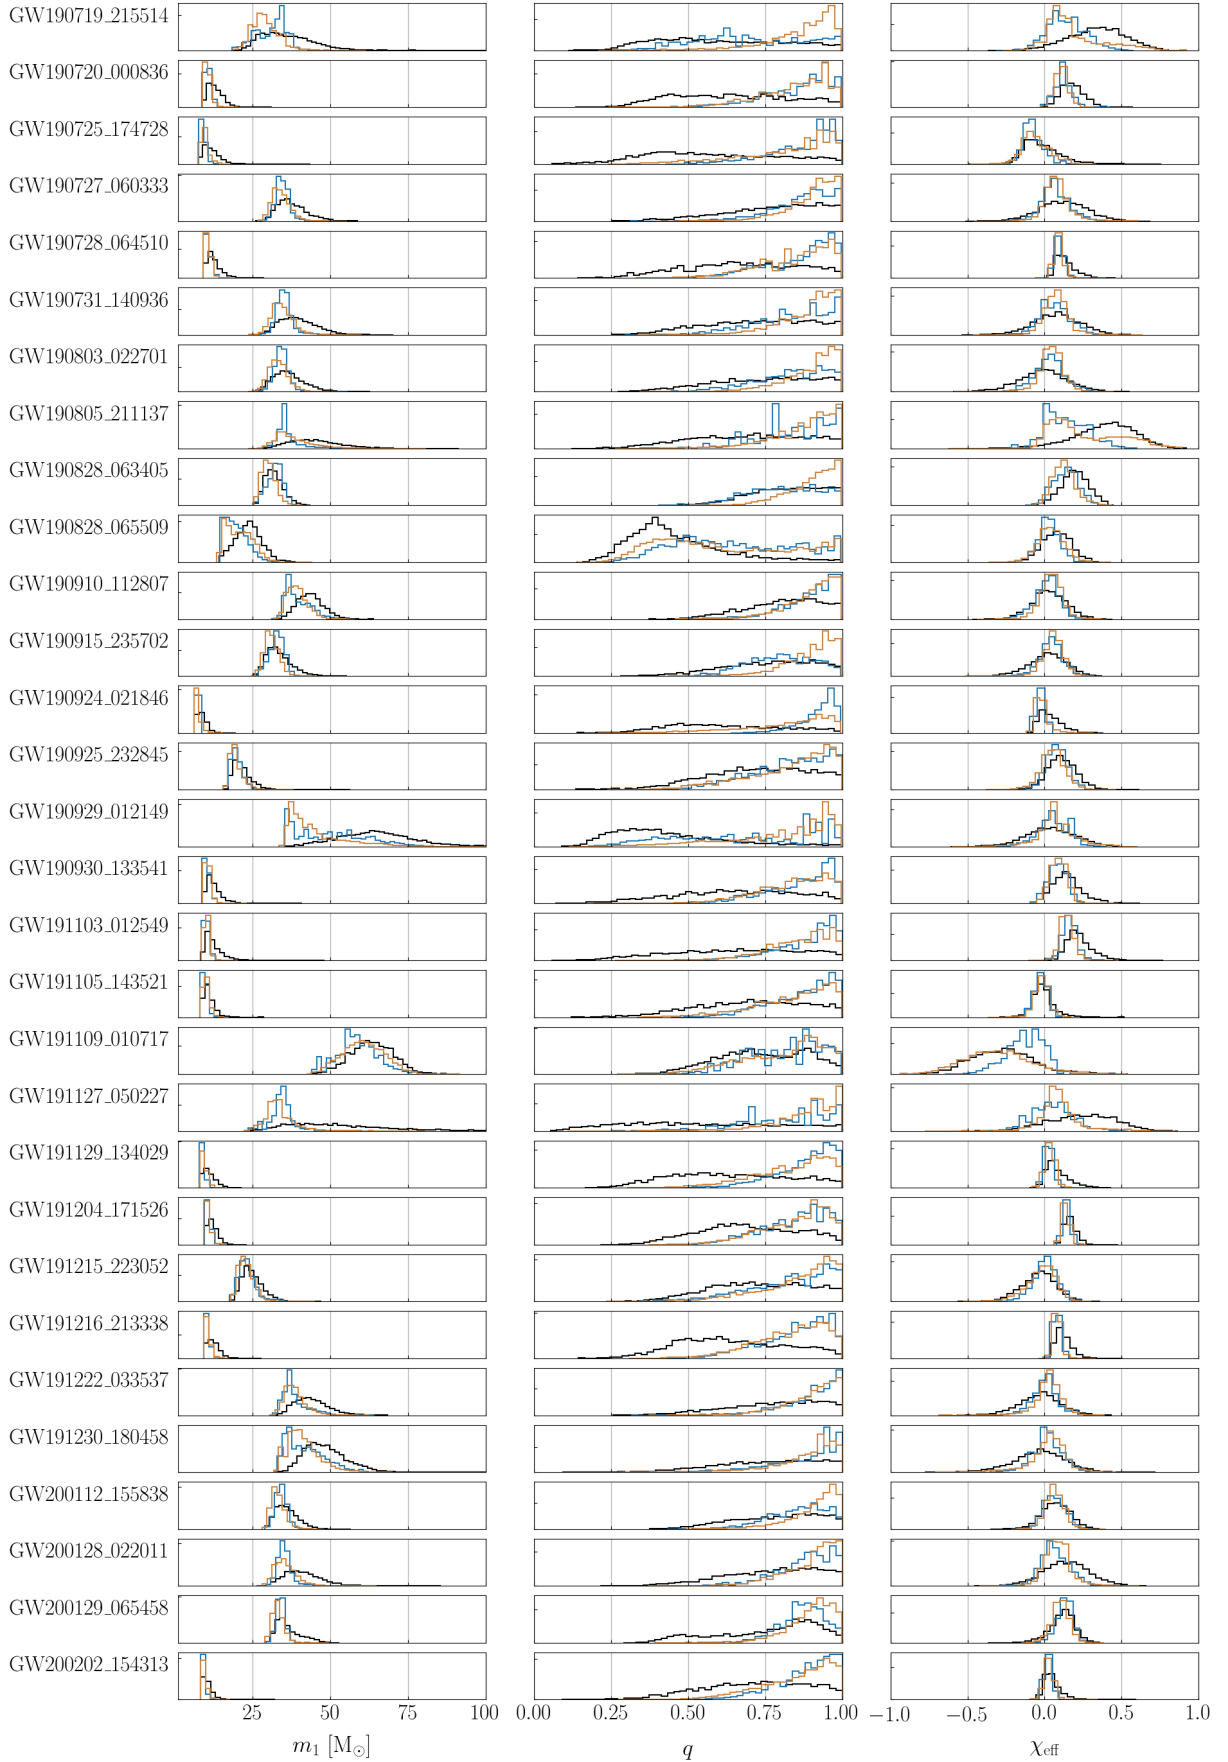 GW190719_215514
GW190720_000836
GW190725_174728
GW190727_060333
GW190728_064510
GW190731_140936
GW190803_022701
GW190805_211137
GW190828_063405
GW190828_065509
GW190910_112807
GW190915_235702
GW190924_021846
GW190925_232845
GW190929_012149
GW190930_133541
GW191103_012549
GW191105_143521
GW191109_010717
GW191127_050227
GW191129_134029
GW191204_171526
GW191215_223052
GW191216_213338
GW191222_033537
GW191230_180458
GW200112_155838
GW200128_022011
GW200129_065458
GW200202_154313
25 50 75 100 0.00 0.25 0.50 0.75 1.00 −1.0 −0.5 0.0 0.5 1.0
m₁ [M⊙] q χeff